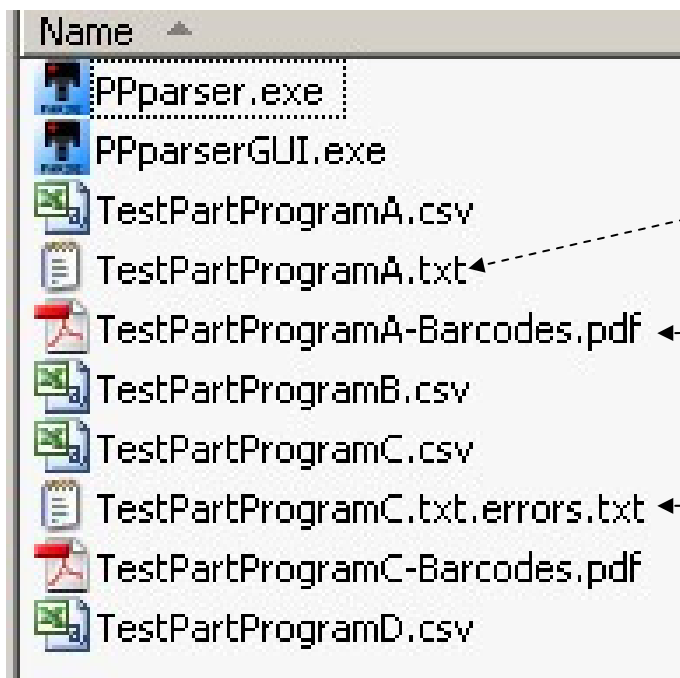 Name
PPparser.exe
PPparserGUI.exe
TestPartProgramA.csv
TestPartProgramA.txt
TestPartProgramA-Barcodes.pdf
TestPartProgramB.csv
TestPartProgramC.csv
TestPartProgramC.txt.errors.txt
TestPartProgramC-Barcodes.pdf
TestPartProgramD.csv